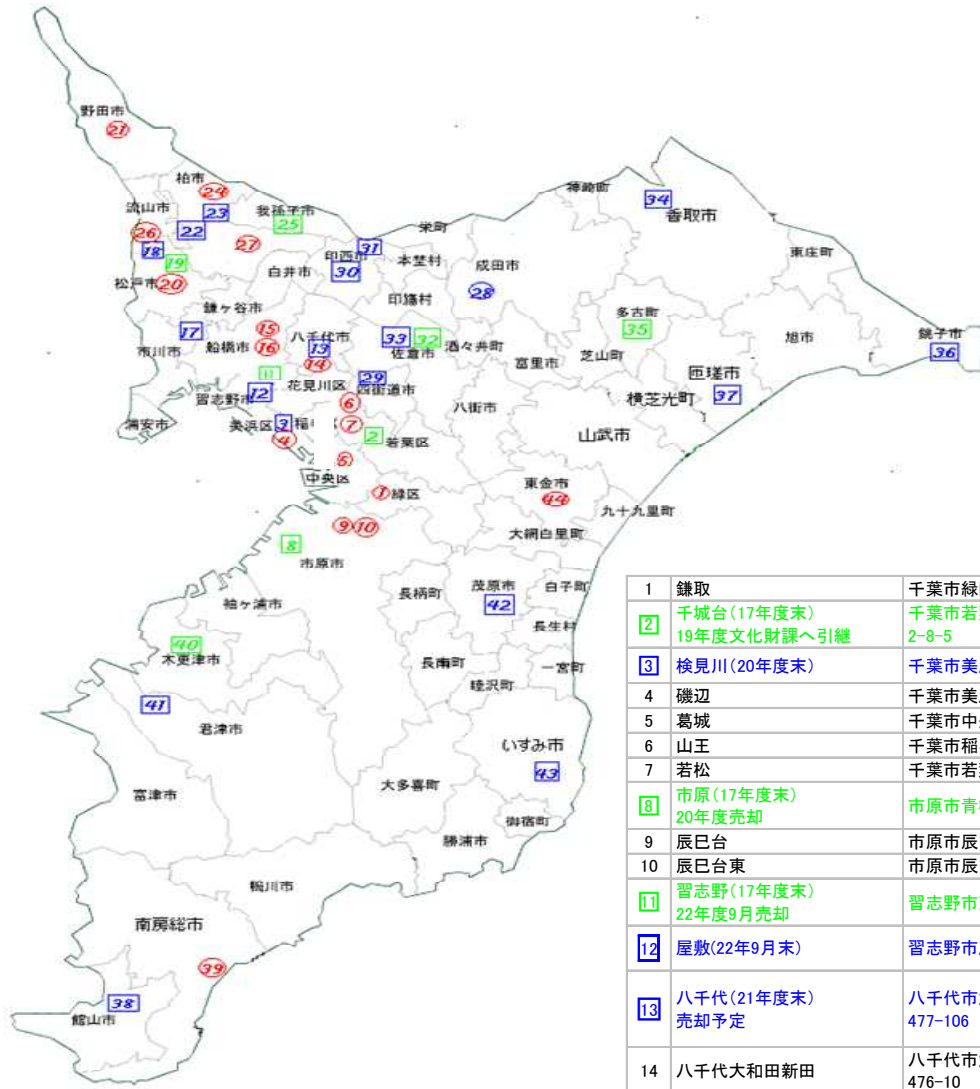 野田市
21
柏市
24
流山市
23
我孫子市
25
22
26
27
18
19
松戸市
20
白井市
印西市
31
30
栄町
本埜村
成田市
28
印旛村
神崎町
34
香取市
東庄町
鎌ヶ谷市
17
市川市
15
船橋市
16
八千代市
13
14
33
32
佐倉市
酒々井町
富里市
芝山町
多古町
35
旭市
銚子市
36
匝瑳市
37
横芝光町
11
花見川区
29
四街道市
習志野市
12
浦安市
美浜区
3
稲毛
4
6
7
2
若葉区
八街市
山武市
5
中央区
1
緑区
東金市
44
九十九里町
大網白里町
9
10
8
市原市
長柄町
茂原市
42
白子町
長生村
袖ヶ浦市
40
木更津市
長南町
一宮町
睦沢町
41
君津市
いすみ市
43
富津市
大多喜町
御宿町
勝浦市
鴨川市
南房総市
39
38
館山市
1 鎌取 千葉市緑
2 千城台(17年度末) 千葉市若
19年度文化財課へ引継 2-8-5
3 検見川(20年度末) 千葉市美
4 磯辺 千葉市美
5 葛城 千葉市中
6 山王 千葉市稲
7 若松 千葉市若
8 市原(17年度末) 市原市青
20年度売却
9 辰巳台 市原市辰
10 辰巳台東 市原市辰
11 習志野(17年度末) 習志野市
22年度9月売却
12 屋敷(22年9月末) 習志野市
13 八千代(21年度末) 八千代市
売却予定 477-106
14 八千代大和田新田 八千代市
476-10